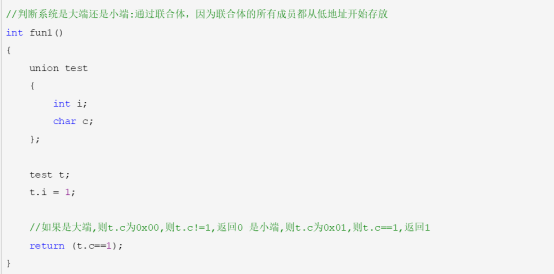 //判断系统是大端还是小端:通过联合体，因为联合体的所有成员都从低地址开始存放
int fun1()
{
    union test
    {
        int i;
        char c;
    };
    test t;
    t.i = 1;
    //如果是大端,则t.c为0x00,则t.c!=1,返回0 是小端,则t.c为0x01,则t.c==1,返回1
    return (t.c==1);
}